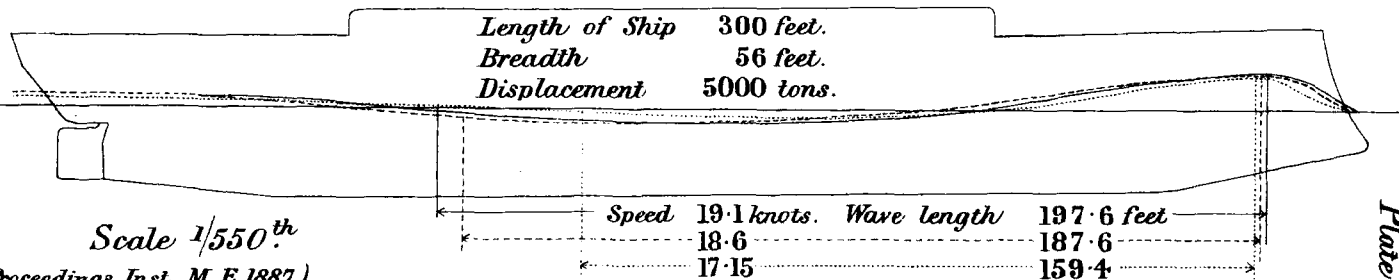 Length of Ship 300 feet.
Breadth 56 feet.
Displacement 5000 tons.
Speed 19·1 knots. Wave length 197·6 feet
18·6 187·6
17·15 159·4
Scale 1/550th.
Proceedings Inst. M. E. 1887.)
Plate